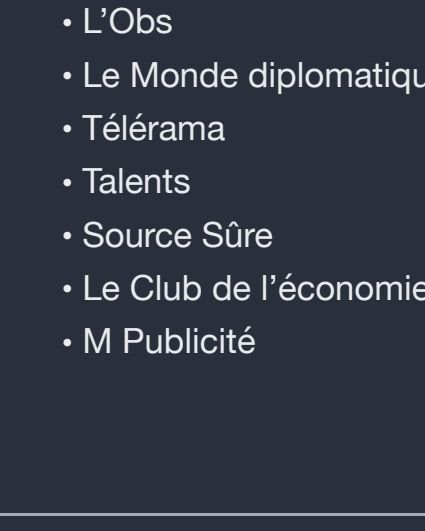 • L’Obs
• Le Monde diplomatiqu
• Télérama
• Talents
• Source Sûre
• Le Club de l’économie
• M Publicité